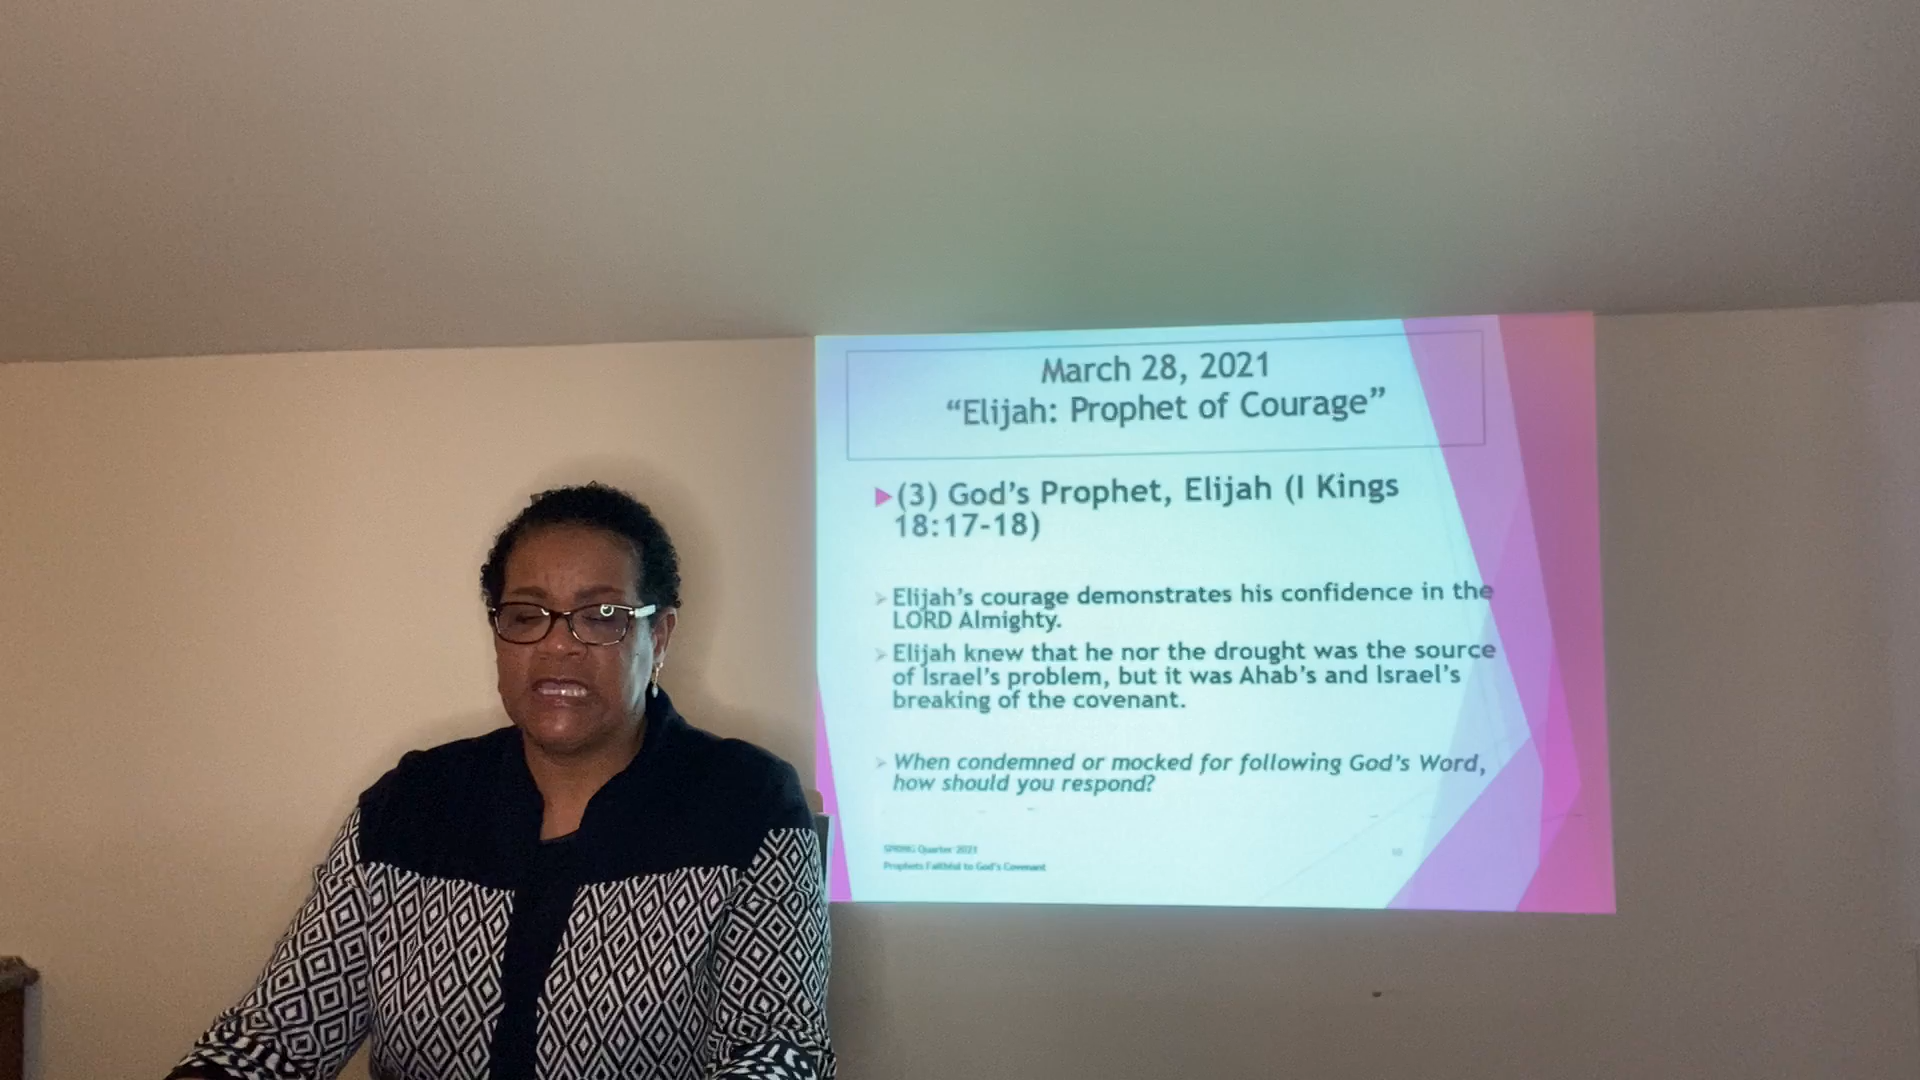 March 28, 2021
“Elijah: Prophet of Courage”
(3) God’s Prophet, Elijah (I Kings
18:17-18)
Elijah’s courage demonstrates his confidence in the
LORD Almighty.
Elijah knew that he nor the drought was the source
of Israel’s problem, but it was Ahab’s and Israel’s
breaking of the covenant.
When condemned or mocked for following God’s Word,
how should you respond?
SPRING Quarter 2021
Prophets Faithful to God’s Covenant
10